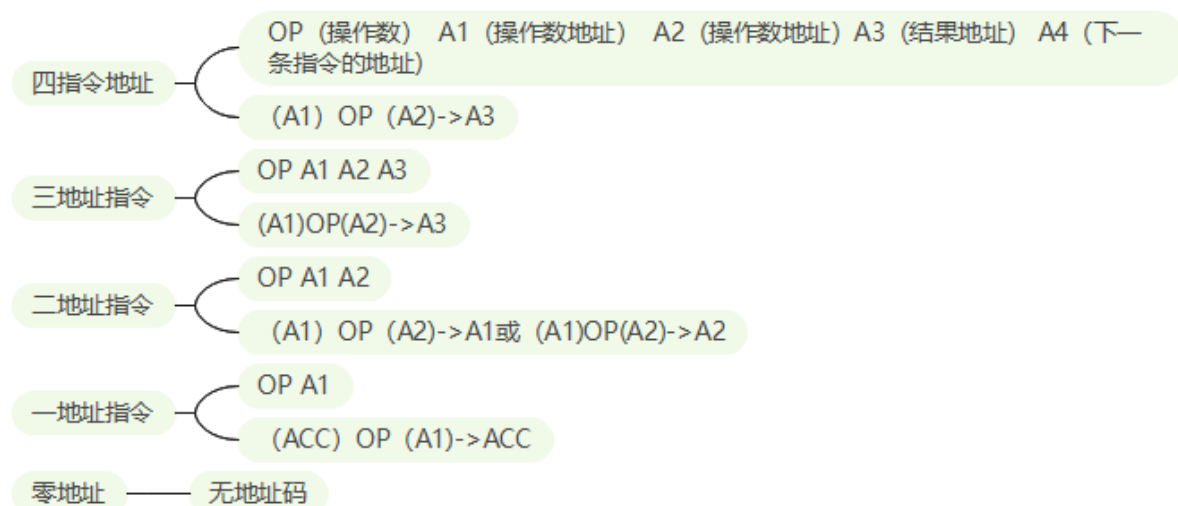 OP（操作数） A1（操作数地址） A2（操作数地址）A3（结果地址） A4（下一
条指令的地址）
四指令地址
（A1）OP（A2)->A3
OP A1 A2 A3
三地址指令
(A1)OP(A2)->A3
OP A1 A2
二地址指令
（A1）OP（A2)->A1或（A1)OP(A2)->A2
OP A1
一地址指令
（ACC）OP（A1)->ACC
零地址
无地址码